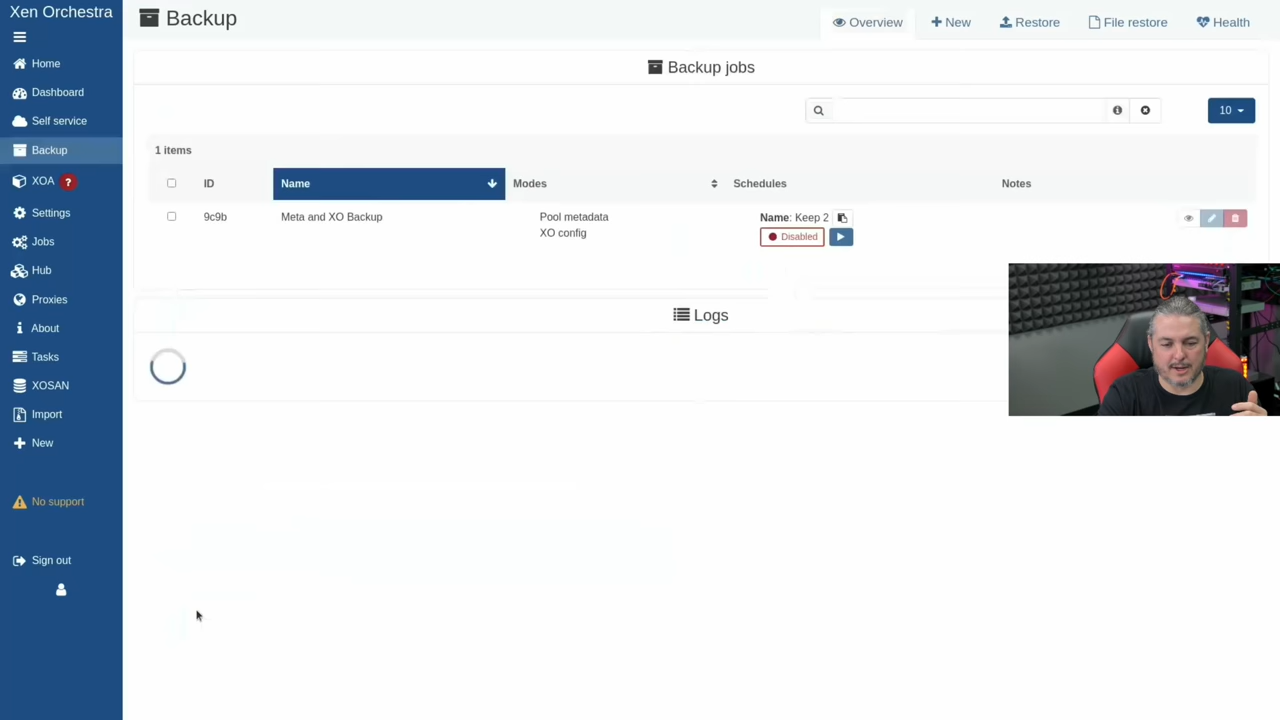 Xen Orchestra
Backup
Overview
New
Restore
File restore
Health
Home
Dashboard
Self service
Backup
XOA ?
Settings
Jobs
Hub
Proxies
About
Tasks
XOSAN
Import
New
No support
Sign out
Backup jobs
10
1 items
ID Name Modes Schedules Notes
9c9b Meta and XO Backup Pool metadata Name: Keep 2
XO config Disabled
Logs